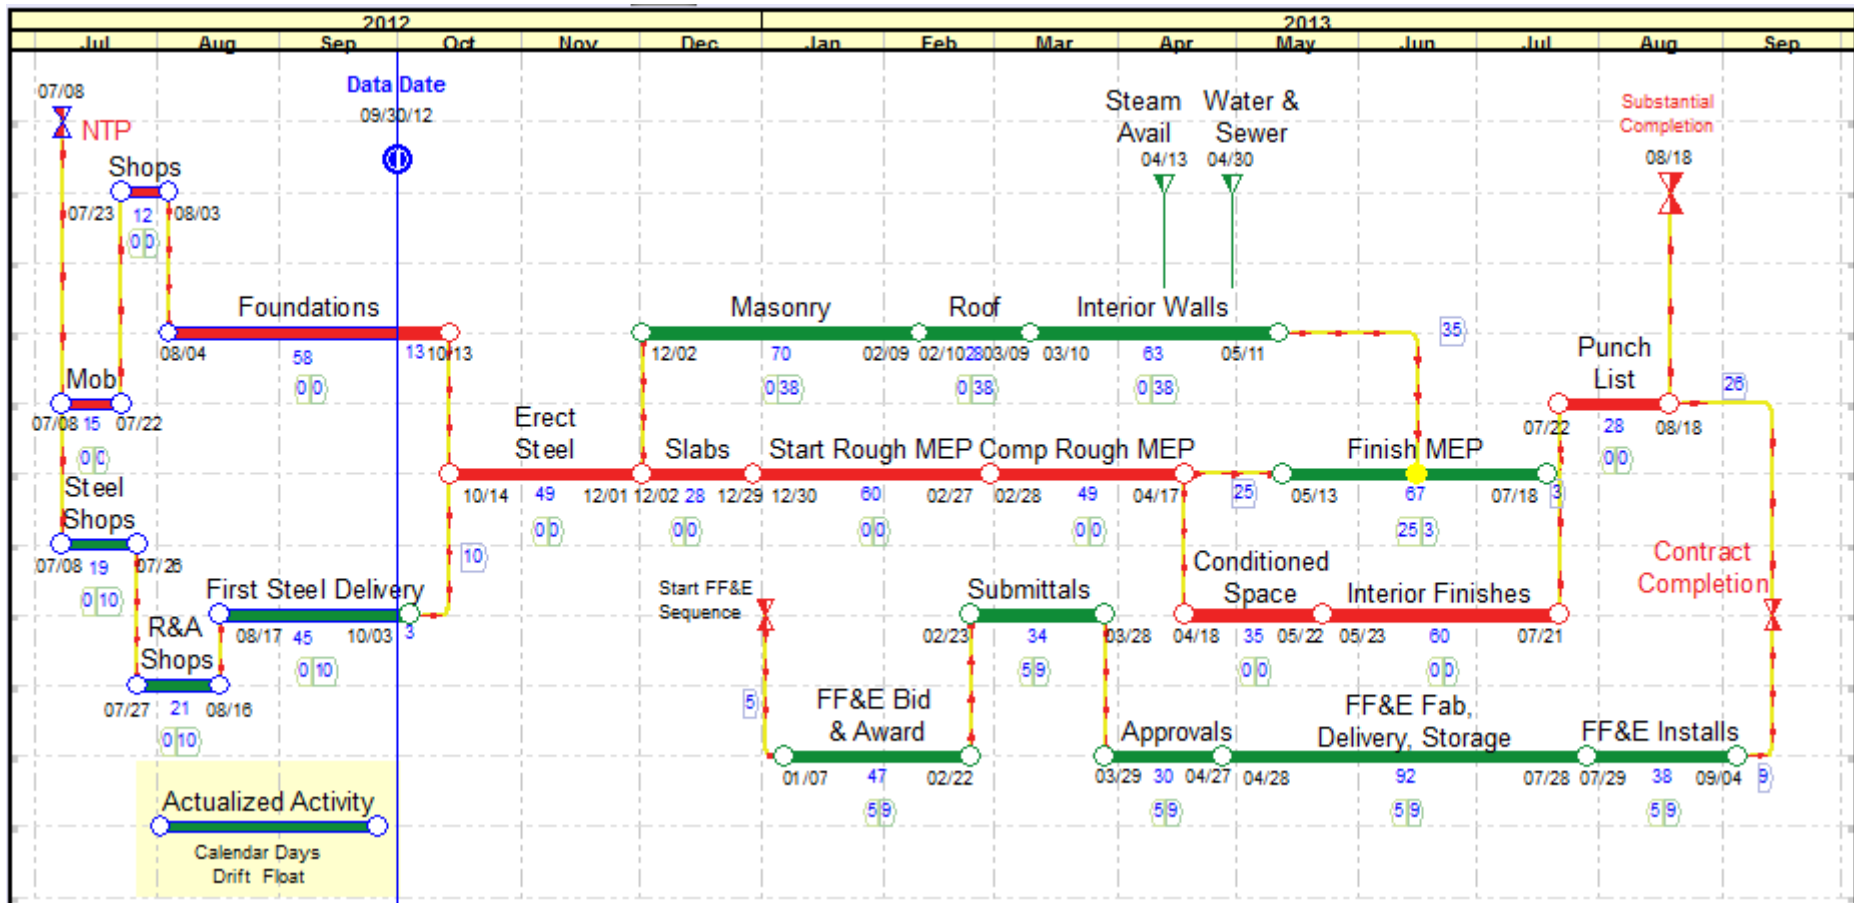 2012 2013
Jul Aug Sep Oct Nov Dec Jan Feb Mar Apr May Jun Jul Aug Sep
07/08
NTP
Data Date
09/30/12
Steam
Avail
04/13
Water &
Sewer
04/30
Substantial
Completion
08/18
Shops
07/23 12 08/03
0 0
Foundations
08/04 58 13 10/13
0 0
Masonry
12/02 70 02/09
0 38
Roof
02/10 28 03/09
0 38
Interior Walls
03/10 63 05/11
0 38
35
Punch
List
07/22 28 08/18
0 0
26
Mob
07/08 15 07/22
0 0
Erect
Steel
10/14 49 12/01
0 0
Slabs
12/02 28 12/29
0 0
Start Rough MEP
12/30 60 02/27
0 0
Comp Rough MEP
02/28 49 04/17
0 0
25
Finish MEP
05/13 67 07/18 3
25 3
Steel
Shops
07/08 19 07/26
0 10
First Steel Delivery
08/17 45 10/03 3
0 10
10
R&A
Shops
07/27 21 08/16
0 10
Start FF&E
Sequence
5
Submittals
02/23 34 03/28
5 9
Conditioned
Space
04/18 35 05/22
0 0
Interior Finishes
05/23 60 07/21
0 0
Contract
Completion
FF&E Bid
& Award
01/07 47 02/22
5 9
Approvals
03/29 30 04/27
5 9
FF&E Fab,
Delivery, Storage
04/28 92 07/28
5 9
FF&E Installs
07/29 38 09/04 9
5 9
Actualized Activity
Calendar Days
Drift Float